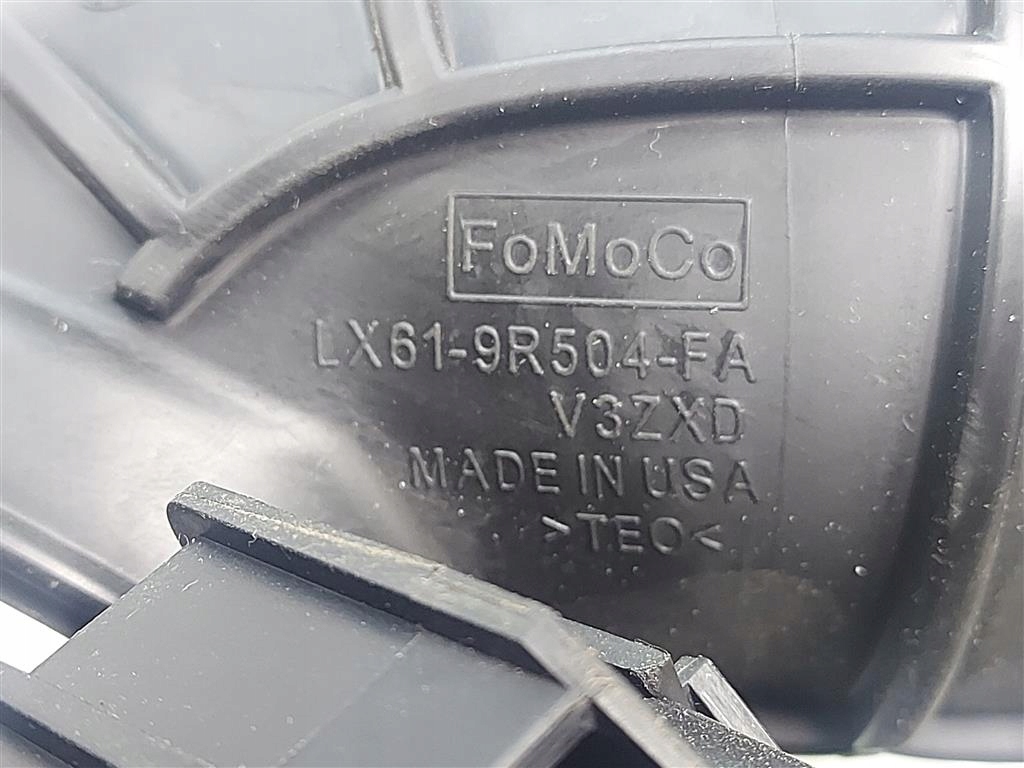 FoMoCo
LX61-9R504-FA
V3ZXD
MADE IN USA
>TEO<